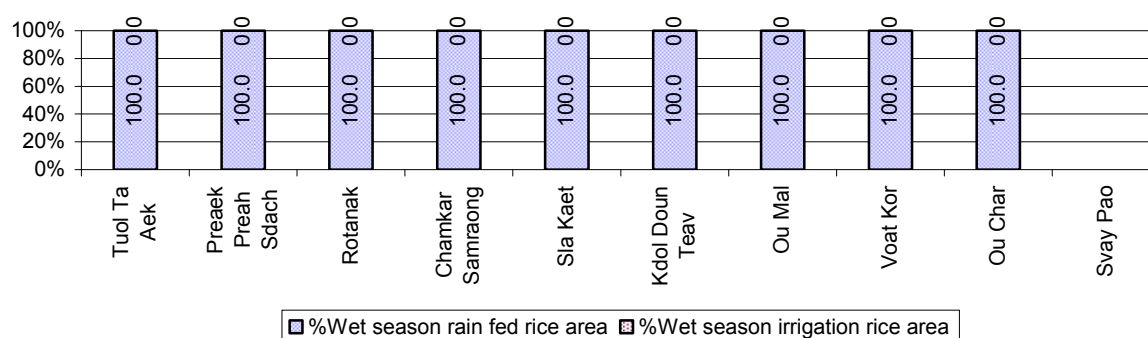 0.0 0.0 0.0 0.0 0.0 0.0 0.0 0.0 0.0
100%
80%
60%
40%
20%
0%
100.0 100.0 100.0 100.0 100.0 100.0 100.0 100.0 100.0
Tuol Ta
Aek
Preaek
Preah
Sdach
Rotanak
Chamkar
Samraong
Sla Kaet
Kdol Doun
Teav
Ou Mal
Voat Kor
Ou Char
Svay Pao
%Wet season rain fed rice area %Wet season irrigation rice area